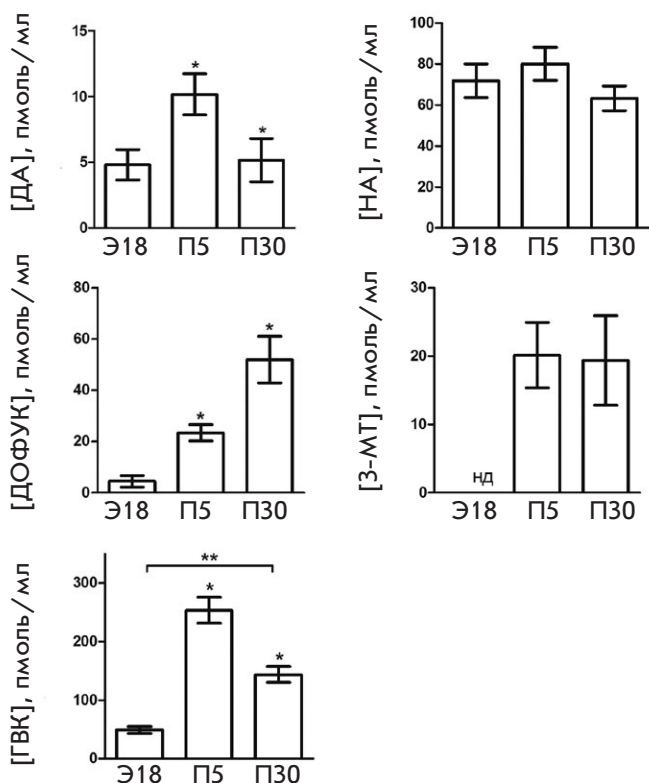 [ДА], пмоль/мл
15
10
5
0
*
*
Э18 П5 П30
[НА], пмоль/мл
100
80
60
40
20
0
Э18 П5 П30
[ДОФУК], пмоль/мл
80
60
40
20
0
*
*
Э18 П5 П30
[3-МТ], пмоль/мл
30
20
10
0
нд
Э18 П5 П30
[ГВК], пмоль/мл
300
200
100
0
**
*
*
Э18 П5 П30